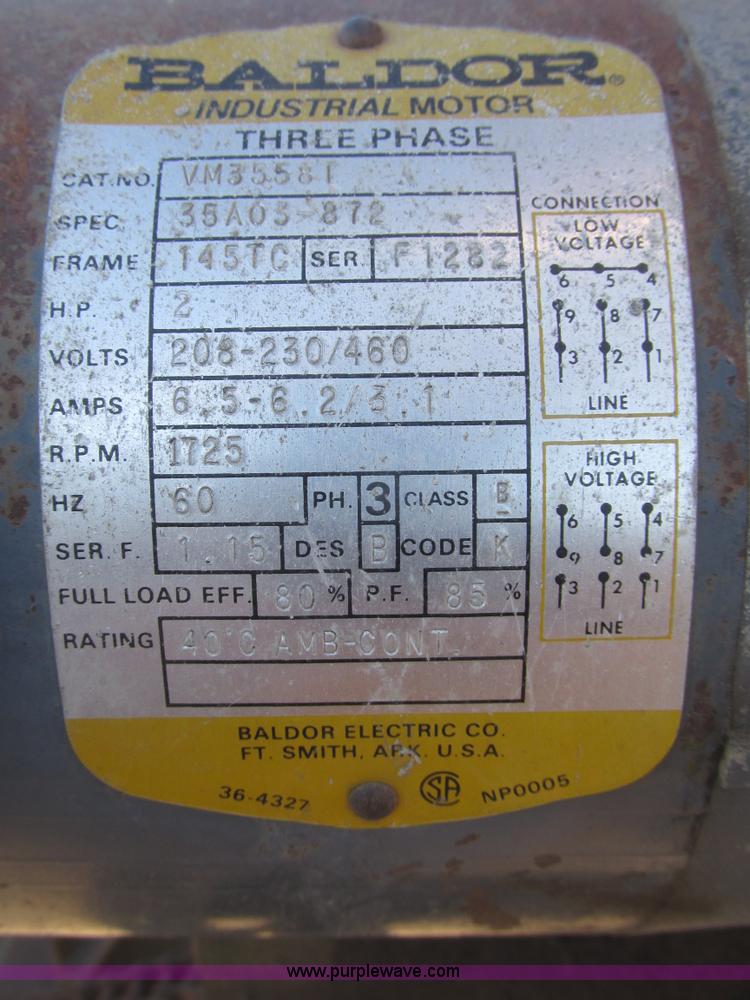 BALDOR®
INDUSTRIAL MOTOR
THREE PHASE
CAT.NO. VM3558T
SPEC. 35A03-872
FRAME 145TC SER F1282
H.P. 2
VOLTS 208-230/460
AMPS 6.5-6.2/3.1
R.P.M. 1725
HZ 60 PH. 3 CLASS B
SER. F. 1.15 DES B CODE K
FULL LOAD EFF. 80 % P.F. 85 %
RATING 40°C AMB-CONT.
CONNECTION
LOW
VOLTAGE
6 5 4
9 8 7
3 2 1
LINE
HIGH
VOLTAGE
6 5 4
9 8 7
3 2 1
LINE
BALDOR ELECTRIC CO.
FT. SMITH, ARK. U.S.A.
36-4327 SA NP0005
www.purplewave.com